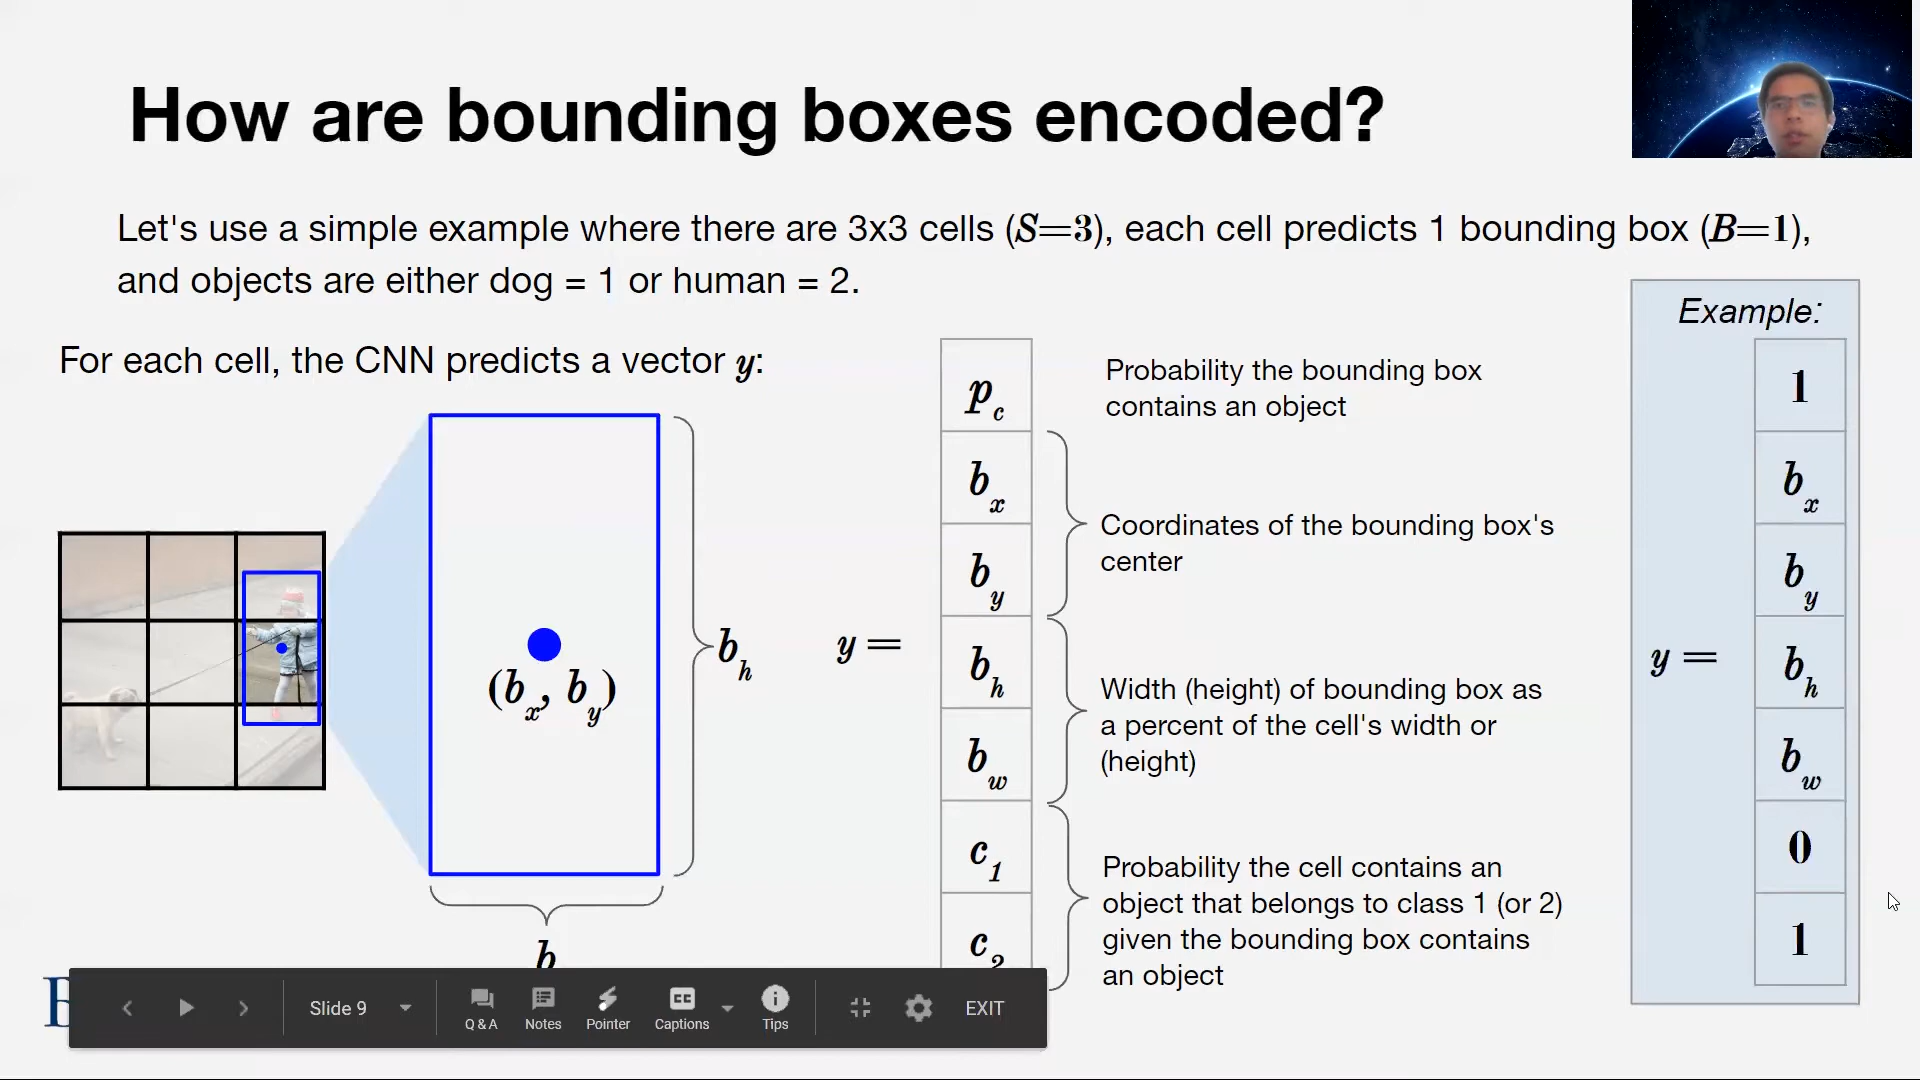 How are bounding boxes encoded?
Let's use a simple example where there are 3x3 cells (S=3), each cell predicts 1 bounding box (B=1),
and objects are either dog = 1 or human = 2.
For each cell, the CNN predicts a vector y:
(b_x, b_y)
b_h
b
y =
p_c
b_x
b_y
b_h
b_w
c_1
c_2
Probability the bounding box
contains an object
Coordinates of the bounding box's
center
Width (height) of bounding box as
a percent of the cell's width or
(height)
Probability the cell contains an
object that belongs to class 1 (or 2)
given the bounding box contains
an object
Example:
y =
1
b_x
b_y
b_h
b_w
0
1
Slide 9
Q & A
Notes
Pointer
CC
Captions
Tips
EXIT